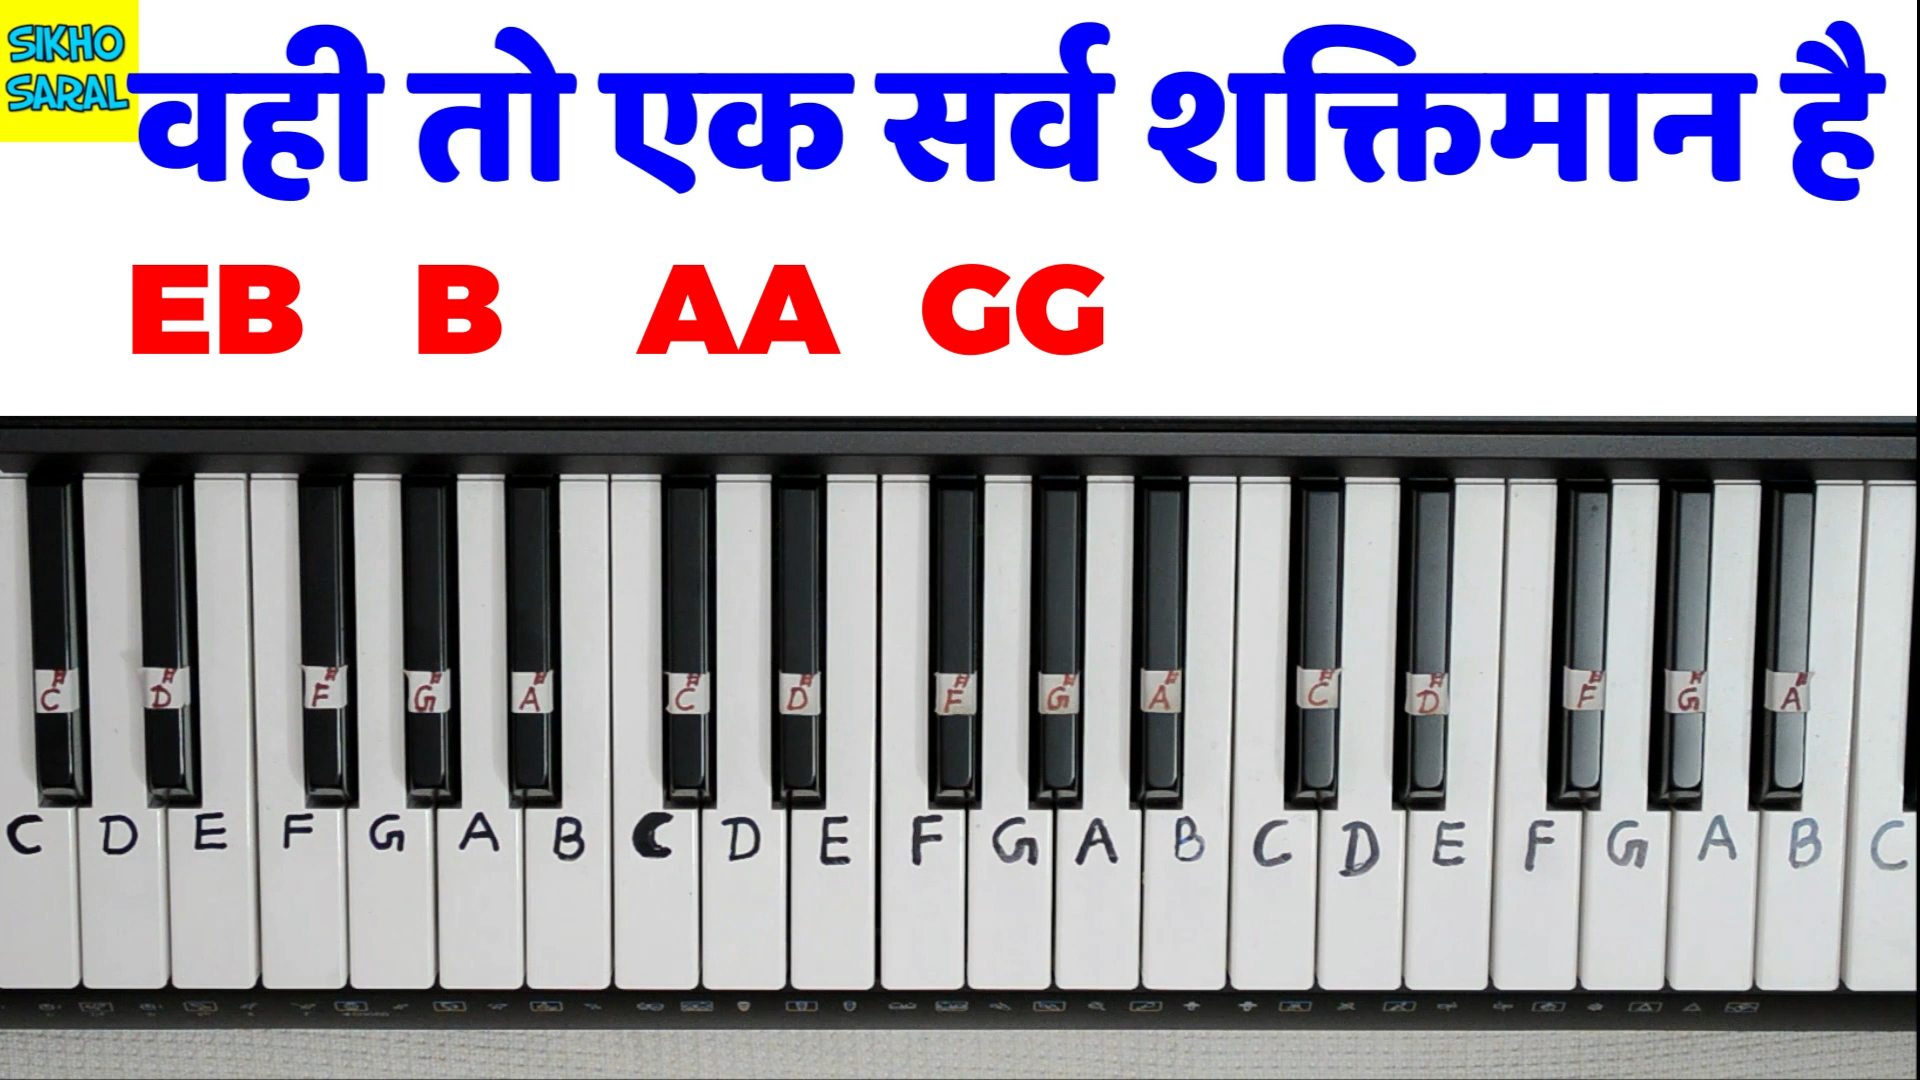 SIKHO
SARAL
वही तो एक सर्व शक्तिमान है
EB B AA GG
C# D# F# G# A# C# D# F# G# A# C# D# F# G# A#
C D E F G A B C D E F G A B C D E F G A B C